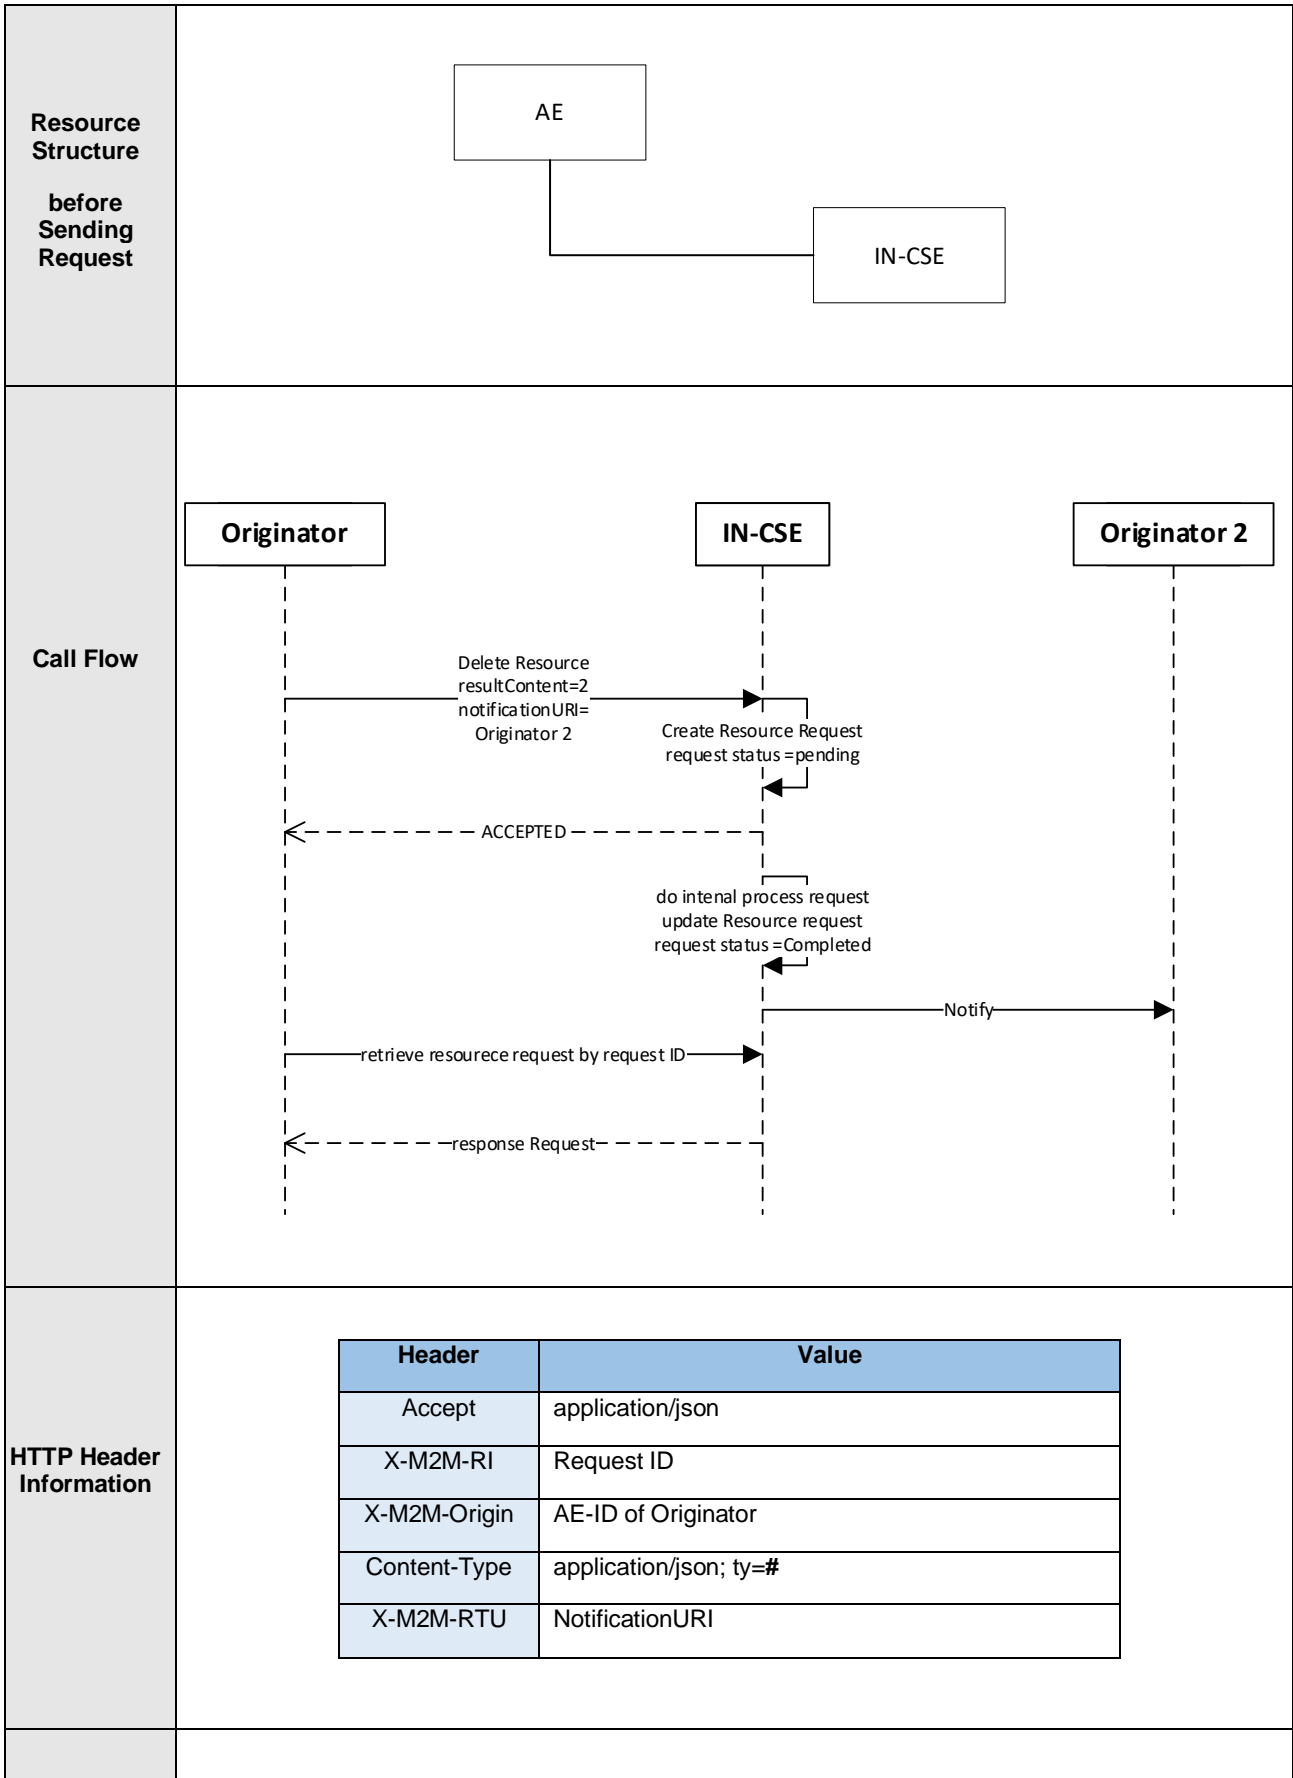 Resource
Structure
before
Sending
Request
AE
IN-CSE
Call Flow
Originator
IN-CSE
Originator 2
Delete Resource
resultContent=2
notificationURI=
Originator 2
Create Resource Request
request status =pending
ACCEPTED
do intenal process request
update Resource request
request status =Completed
Notify
retrieve resourece request by request ID
response Request
HTTP Header
Information
Header Value
Accept application/json
X-M2M-RI Request ID
X-M2M-Origin AE-ID of Originator
Content-Type application/json; ty=#
X-M2M-RTU NotificationURI